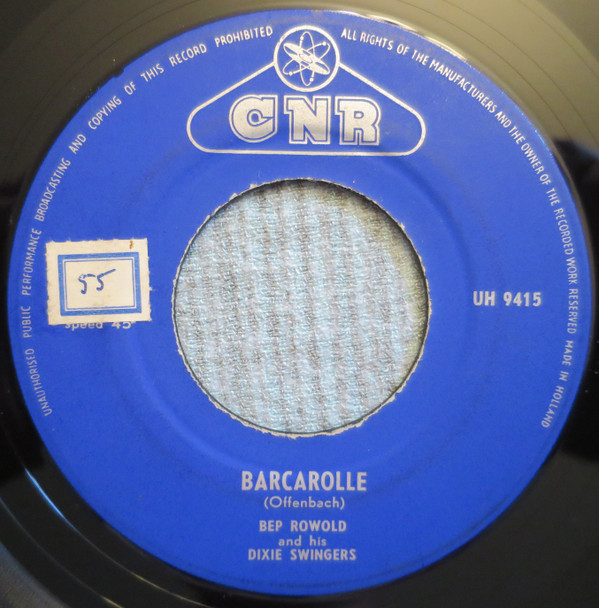 UNAUTHORISED PUBLIC PERFORMANCE BROADCASTING AND COPYING OF THIS RECORD PROHIBITED
ALL RIGHTS OF THE MANUFACTURERS AND THE OWNER OF THE RECORDED WORK RESERVED MADE IN HOLLAND
CNR
55
speed 45
UH 9415
BARCAROLLE
(Offenbach)
BEP ROWOLD
and his
DIXIE SWINGERS